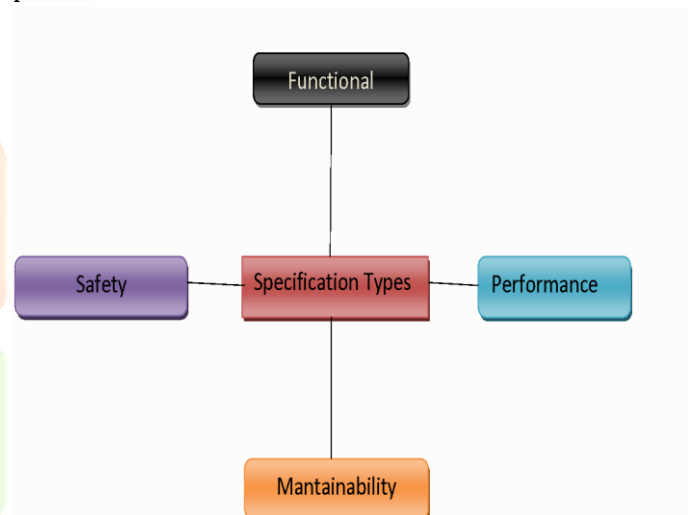 Functional
Safety
Specification Types
Performance
Mantainability